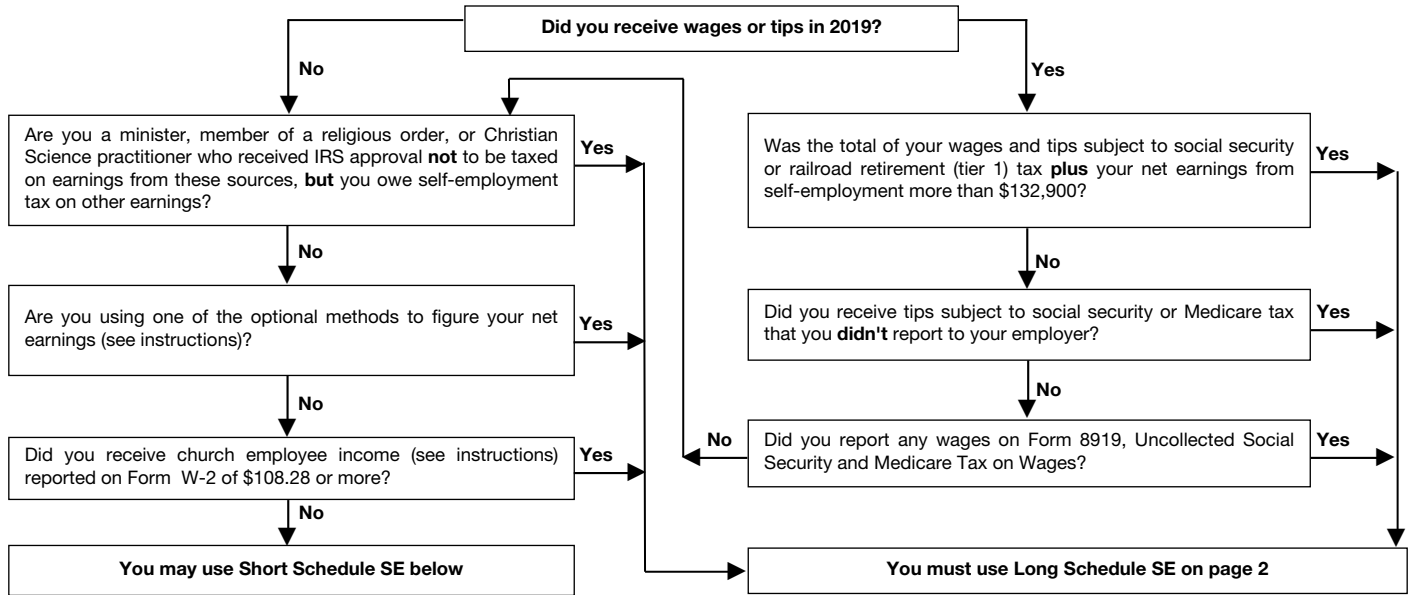 Did you receive wages or tips in 2019?
No
Yes
Are you a minister, member of a religious order, or Christian
Science practitioner who received IRS approval not to be taxed
on earnings from these sources, but you owe self-employment
tax on other earnings?
Yes
Was the total of your wages and tips subject to social security
or railroad retirement (tier 1) tax plus your net earnings from
self-employment more than $132,900?
Yes
No
No
Are you using one of the optional methods to figure your net
earnings (see instructions)?
Yes
Did you receive tips subject to social security or Medicare tax
that you didn't report to your employer?
Yes
No
No
Did you receive church employee income (see instructions)
reported on Form W-2 of $108.28 or more?
Yes
No
Did you report any wages on Form 8919, Uncollected Social
Security and Medicare Tax on Wages?
Yes
No
You may use Short Schedule SE below
You must use Long Schedule SE on page 2